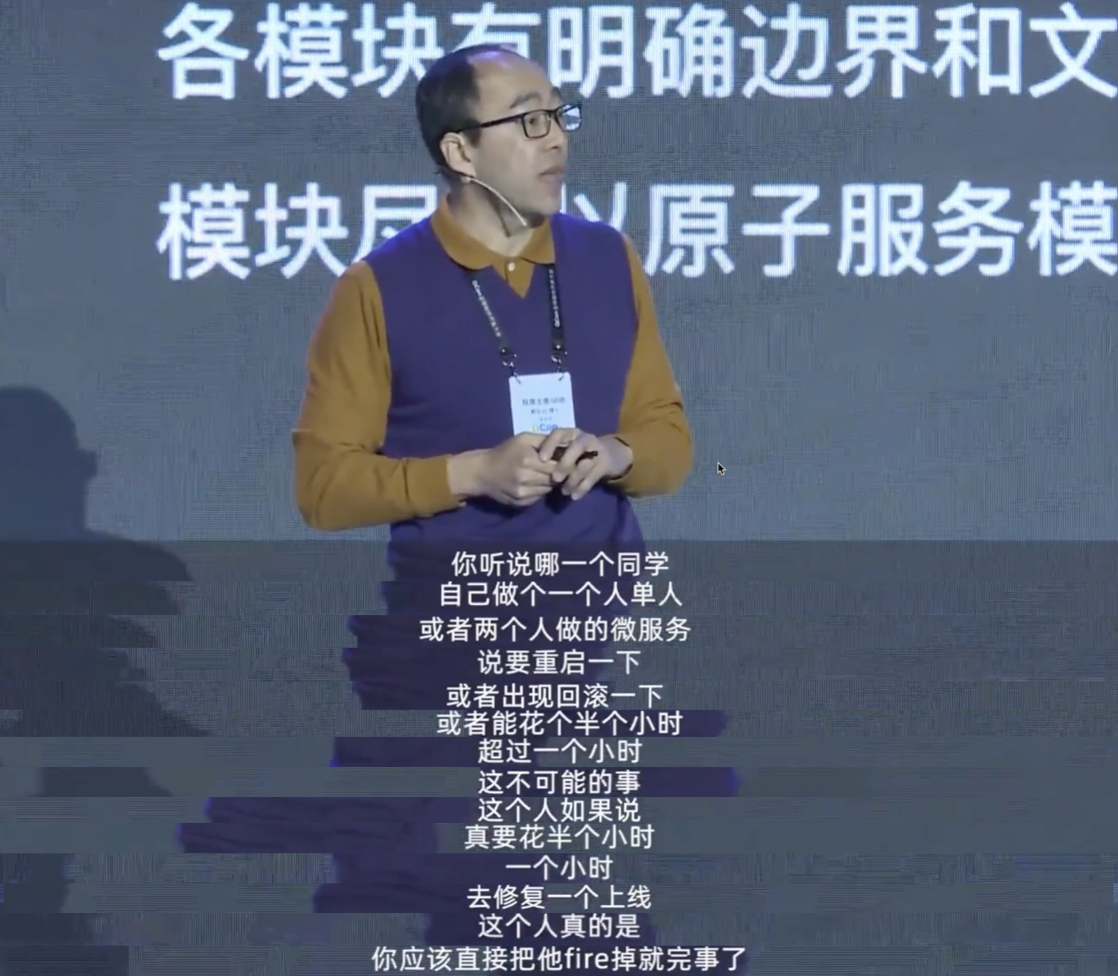 各模块有明确边界和文
模块尽 以原子服务模
你听说哪一个同学
自己做个一个人单人
或者两个人做的微服务
说要重启一下
或者出现回滚一下
或者能花个半个小时
超过一个小时
这不可能的事
这个人如果说
真要花半个小时
一个小时
去修复一个上线
这个人真的是
你应该直接把他fire掉就完事了